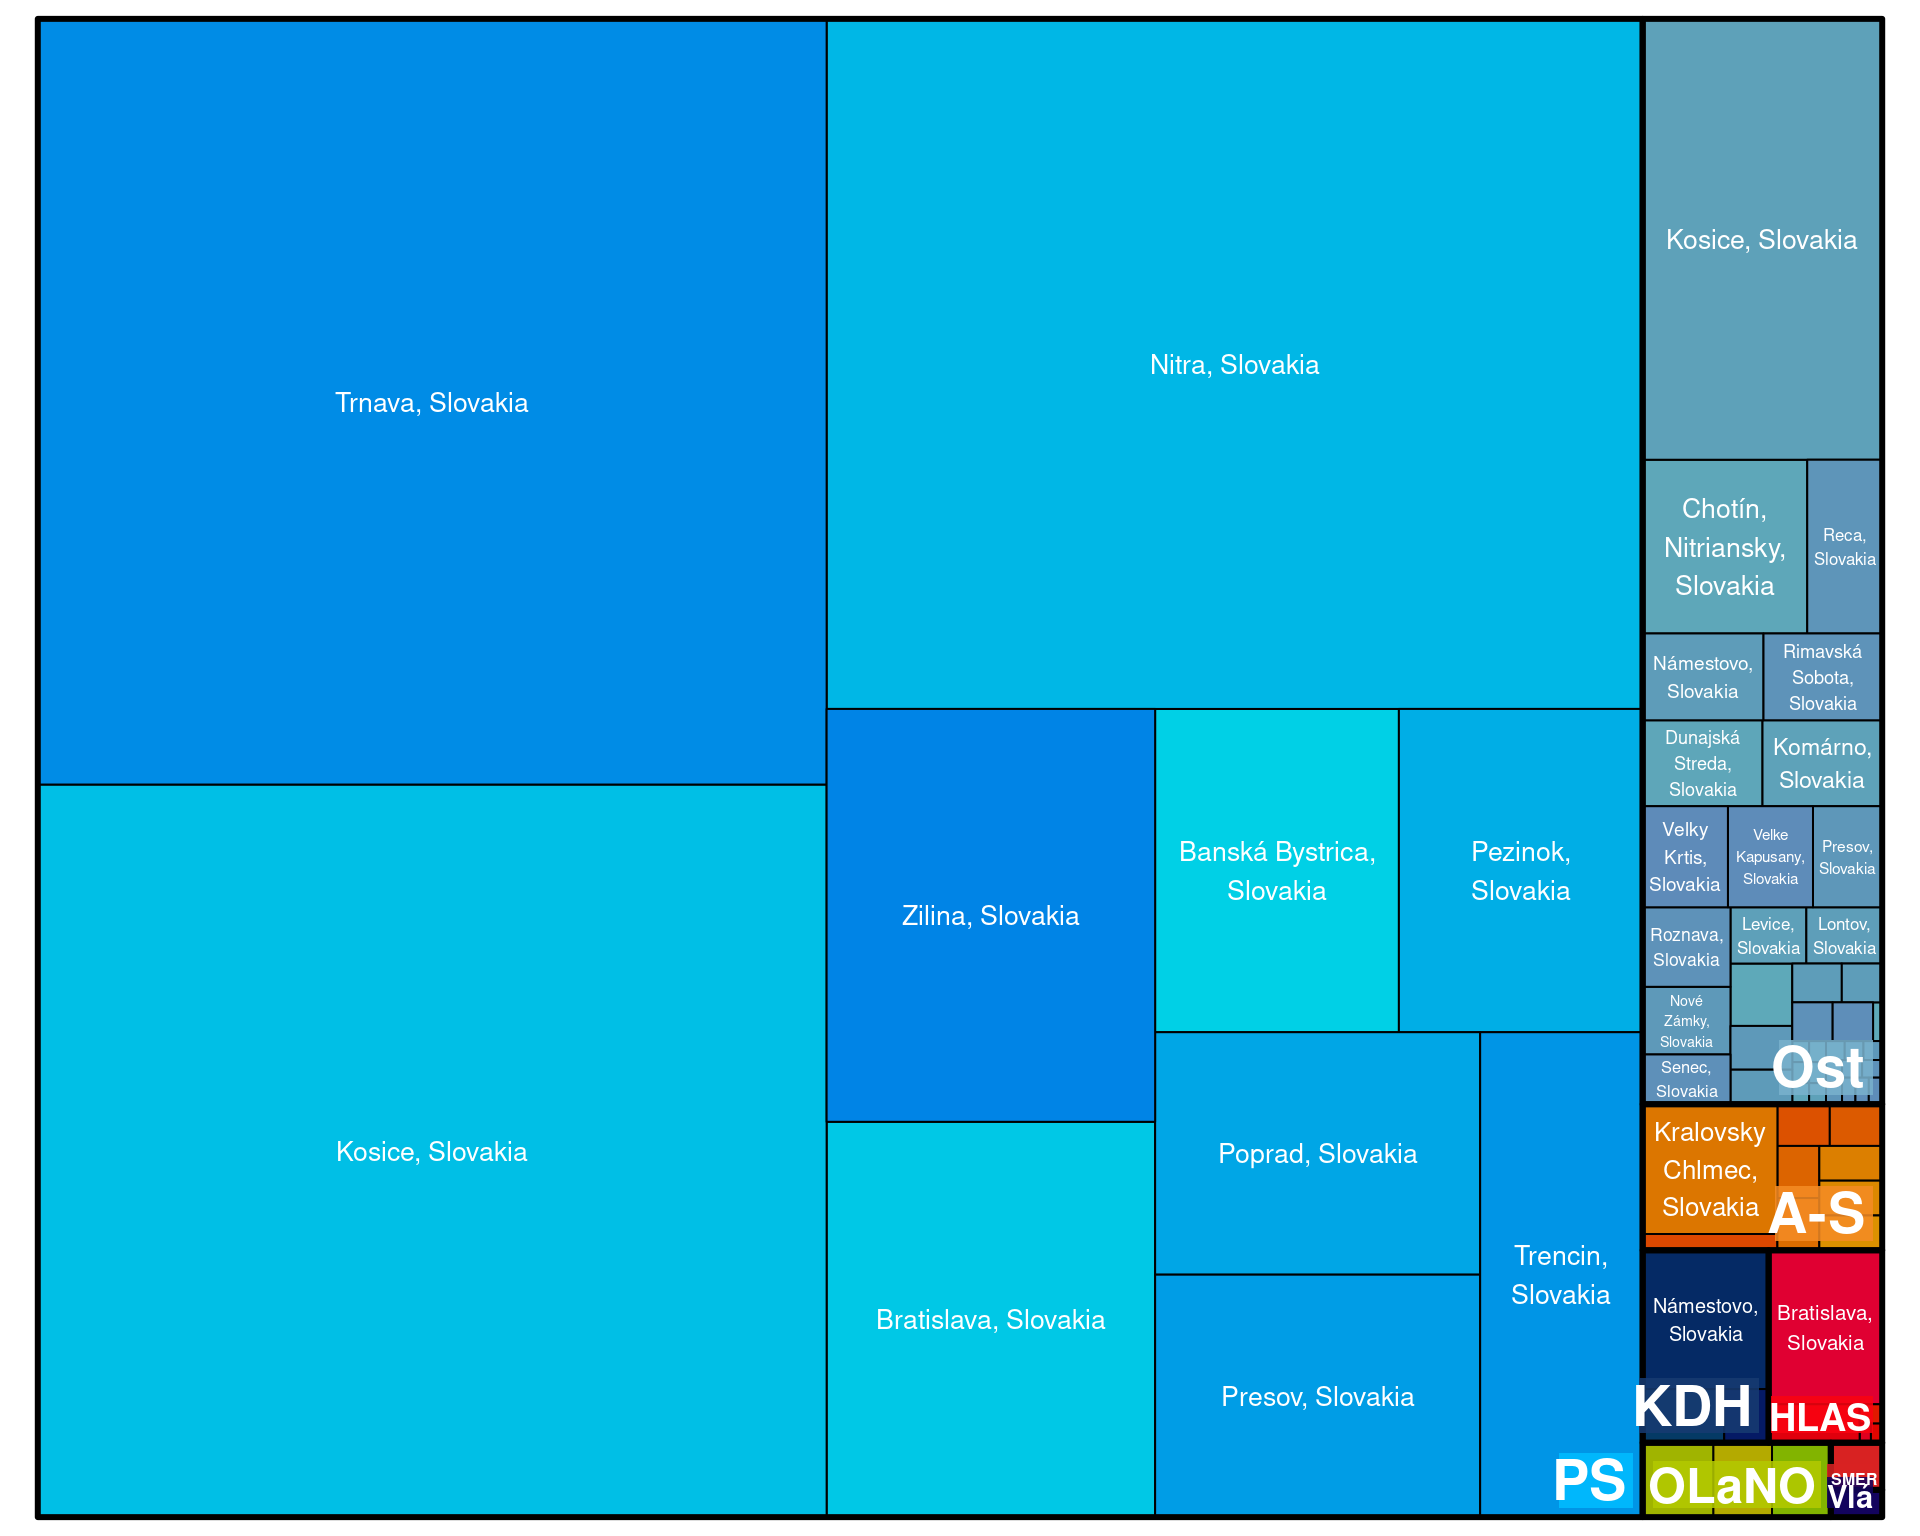 Trnava, Slovakia
Nitra, Slovakia
Kosice, Slovakia
Zilina, Slovakia
Banská Bystrica,
Slovakia
Pezinok,
Slovakia
Bratislava, Slovakia
Poprad, Slovakia
Presov, Slovakia
Trencin,
Slovakia
PS
Kosice, Slovakia
Chotín,
Nitriansky,
Slovakia
Reca,
Slovakia
Námestovo,
Slovakia
Rimavská
Sobota,
Slovakia
Dunajská
Streda,
Slovakia
Komárno,
Slovakia
Velky
Krtis,
Slovakia
Velke
Kapusany,
Slovakia
Presov,
Slovakia
Roznava,
Slovakia
Levice,
Slovakia
Lontov,
Slovakia
Nové
Zámky,
Slovakia
Senec,
Slovakia
Ost
Kralovsky
Chlmec,
Slovakia
A-S
Námestovo,
Slovakia
KDH
Bratislava,
Slovakia
HLAS
OLaNO
SMER
Vlá